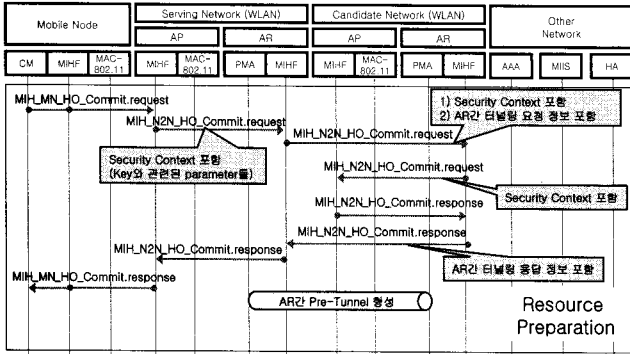 Mobile Node
Serving Network (WLAN)
Candidate Network (WLAN)
Other
Network
AP
AR
AP
AR
CM
MIHF
MAC-
802.11
MIHF
MAC-
802.11
PMA
MIHF
MIHF
MAC-
802.11
PMA
MIHF
AAA
MIIS
HA
MIH_MN_HO_Commit.request
1) Security Context 포함
2) AR간 터널링 요청 정보 포함
MIH_N2N_HO_Commit.request
MIH_N2N_HO_Commit.request
Security Context 포함
(Key와 관련된 parameter들)
MIH_N2N_HO_Commit.request
Security Context 포함
MIH_N2N_HO_Commit.response
MIH_N2N_HO_Commit.response
MIH_N2N_HO_Commit.response
AR간 터널링 응답 정보 포함
MIH_MN_HO_Commit.response
AR간 Pre-Tunnel 형성
Resource
Preparation